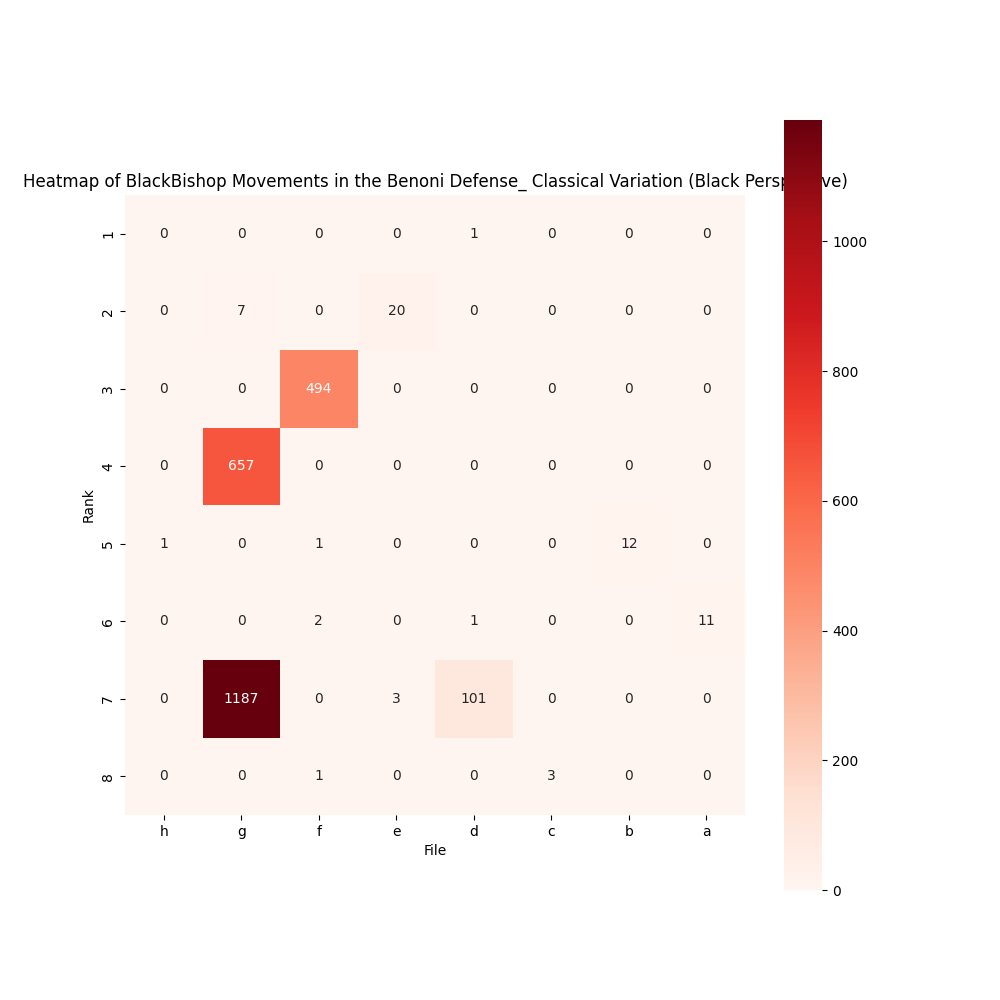 Heatmap of BlackBishop Movements in the Benoni Defense_ Classical Variation (Black Persp ve)
1 0 0 0 0 1 0 0 0
2 0 7 0 20 0 0 0 0
3 0 0 494 0 0 0 0 0
4 0 657 0 0 0 0 0 0
5 1 0 1 0 0 0 12 0
6 0 0 2 0 1 0 0 11
7 0 1187 0 3 101 0 0 0
8 0 0 1 0 0 3 0 0
h g f e d c b a
File
Rank
1000
800
600
400
200
0